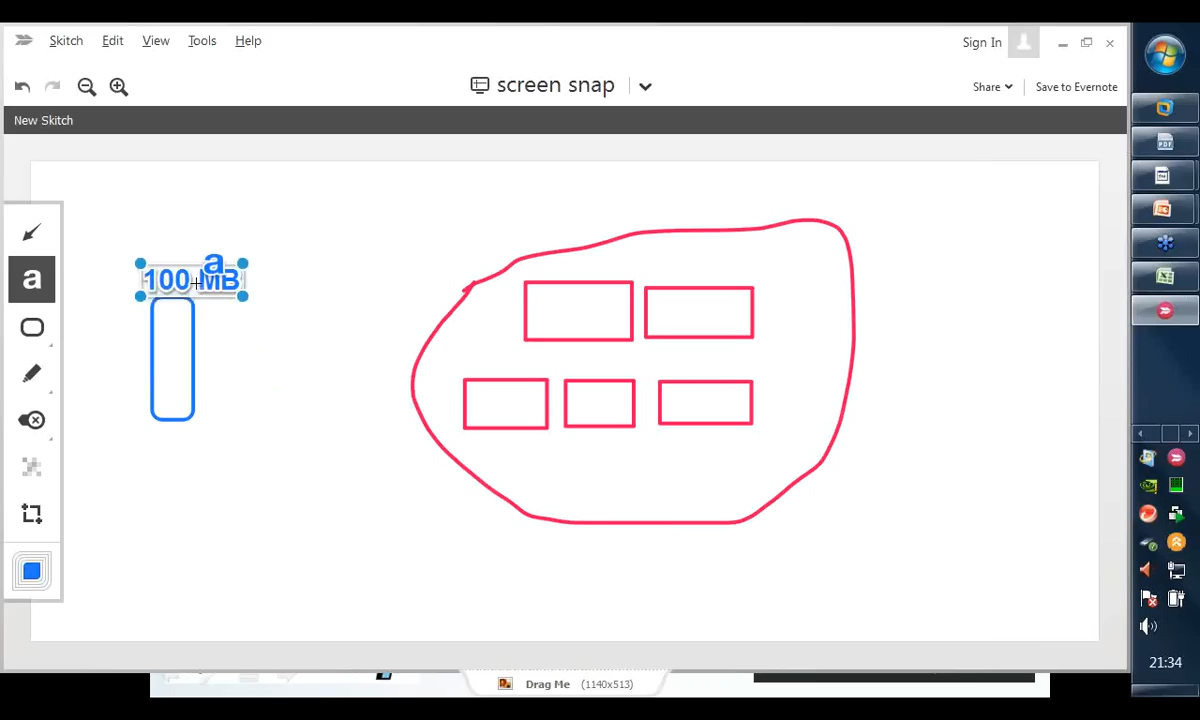 Skitch Edit View Tools Help
Sign In
screen snap
Share Save to Evernote
New Skitch
a
a
100 MB
PDF
Drag Me (1140x513)
21:34